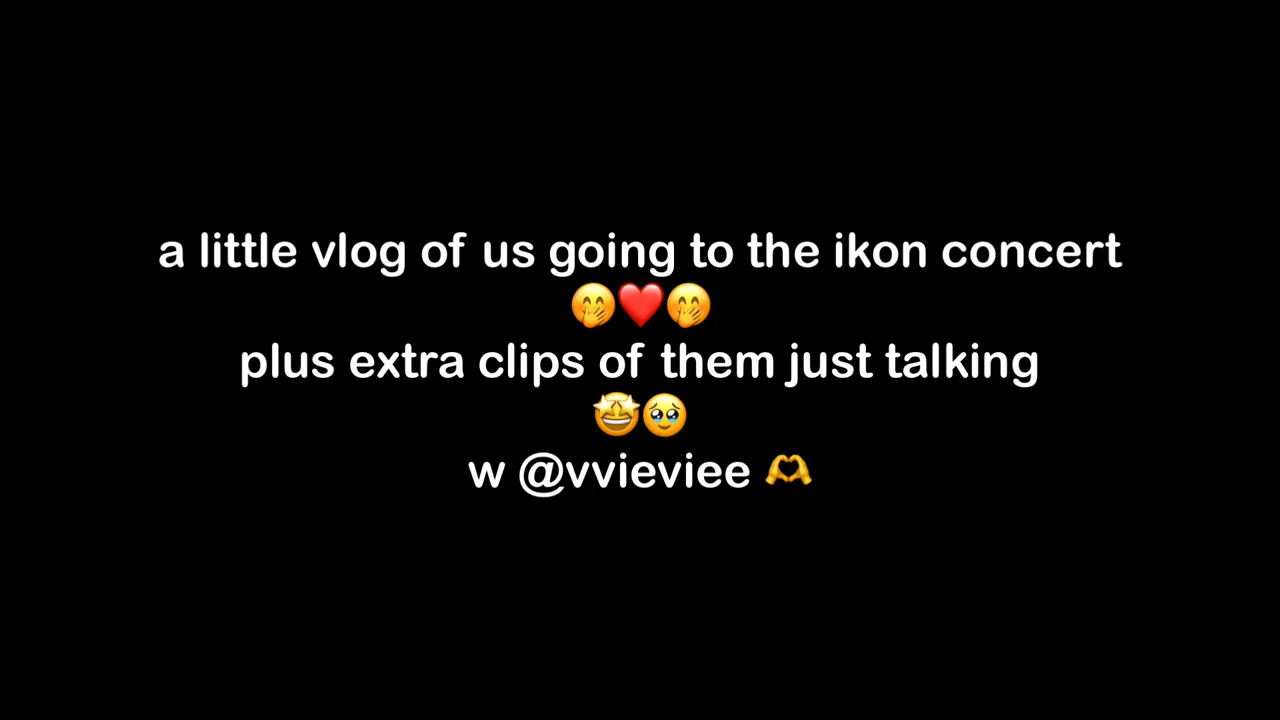 a little vlog of us going to the ikon concert
🤭❤️🤭
plus extra clips of them just talking
🤩🥹
w @vvieviee 🫶